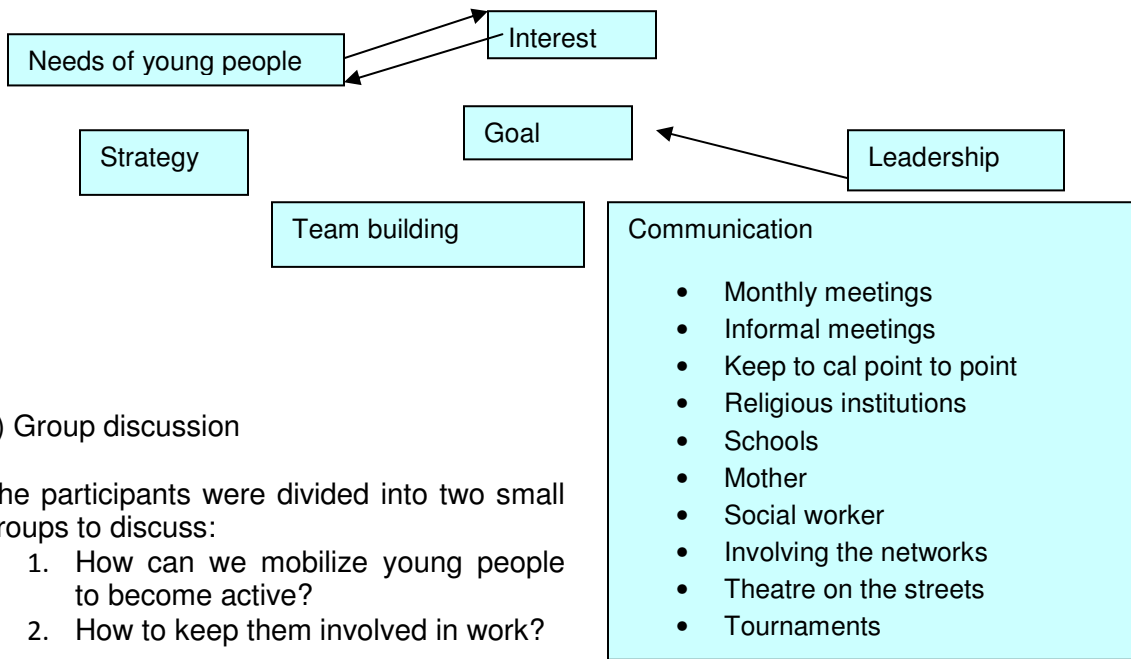 Interest
Needs of young people
Goal
Strategy
Leadership
Team building
Communication
• Monthly meetings
• Informal meetings
• Keep to cal point to point
• Religious institutions
• Schools
• Mother
• Social worker
• Involving the networks
• Theatre on the streets
• Tournaments
) Group discussion
he participants were divided into two small
roups to discuss:
1. How can we mobilize young people
to become active?
2. How to keep them involved in work?